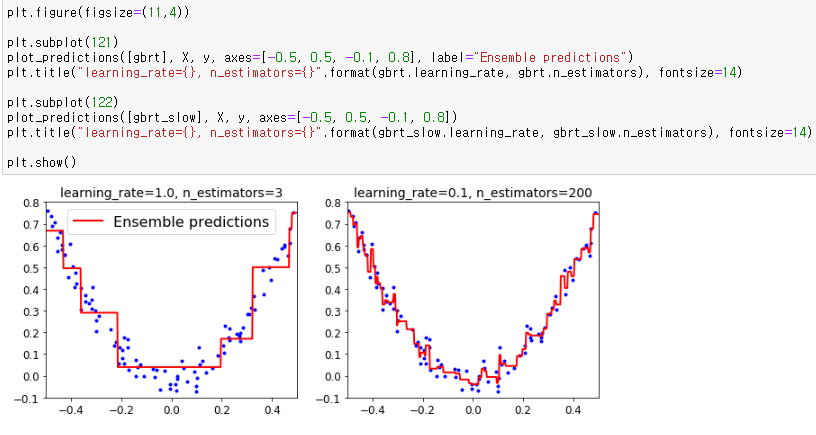 plt.figure(figsize=(11,4))
plt.subplot(121)
plot_predictions([gbrt], X, y, axes=[-0.5, 0.5, -0.1, 0.8], label="Ensemble predictions")
plt.title("learning_rate={}, n_estimators={}".format(gbrt.learning_rate, gbrt.n_estimators), fontsize=14)
plt.subplot(122)
plot_predictions([gbrt_slow], X, y, axes=[-0.5, 0.5, -0.1, 0.8])
plt.title("learning_rate={}, n_estimators={}".format(gbrt_slow.learning_rate, gbrt_slow.n_estimators), fontsize=14)
plt.show()
learning_rate=1.0, n_estimators=3
0.8
0.7
0.6
0.5
0.4
0.3
0.2
0.1
0.0
−0.1
Ensemble predictions
−0.4 −0.2 0.0 0.2 0.4
learning_rate=0.1, n_estimators=200
0.8
0.7
0.6
0.5
0.4
0.3
0.2
0.1
0.0
−0.1
−0.4 −0.2 0.0 0.2 0.4